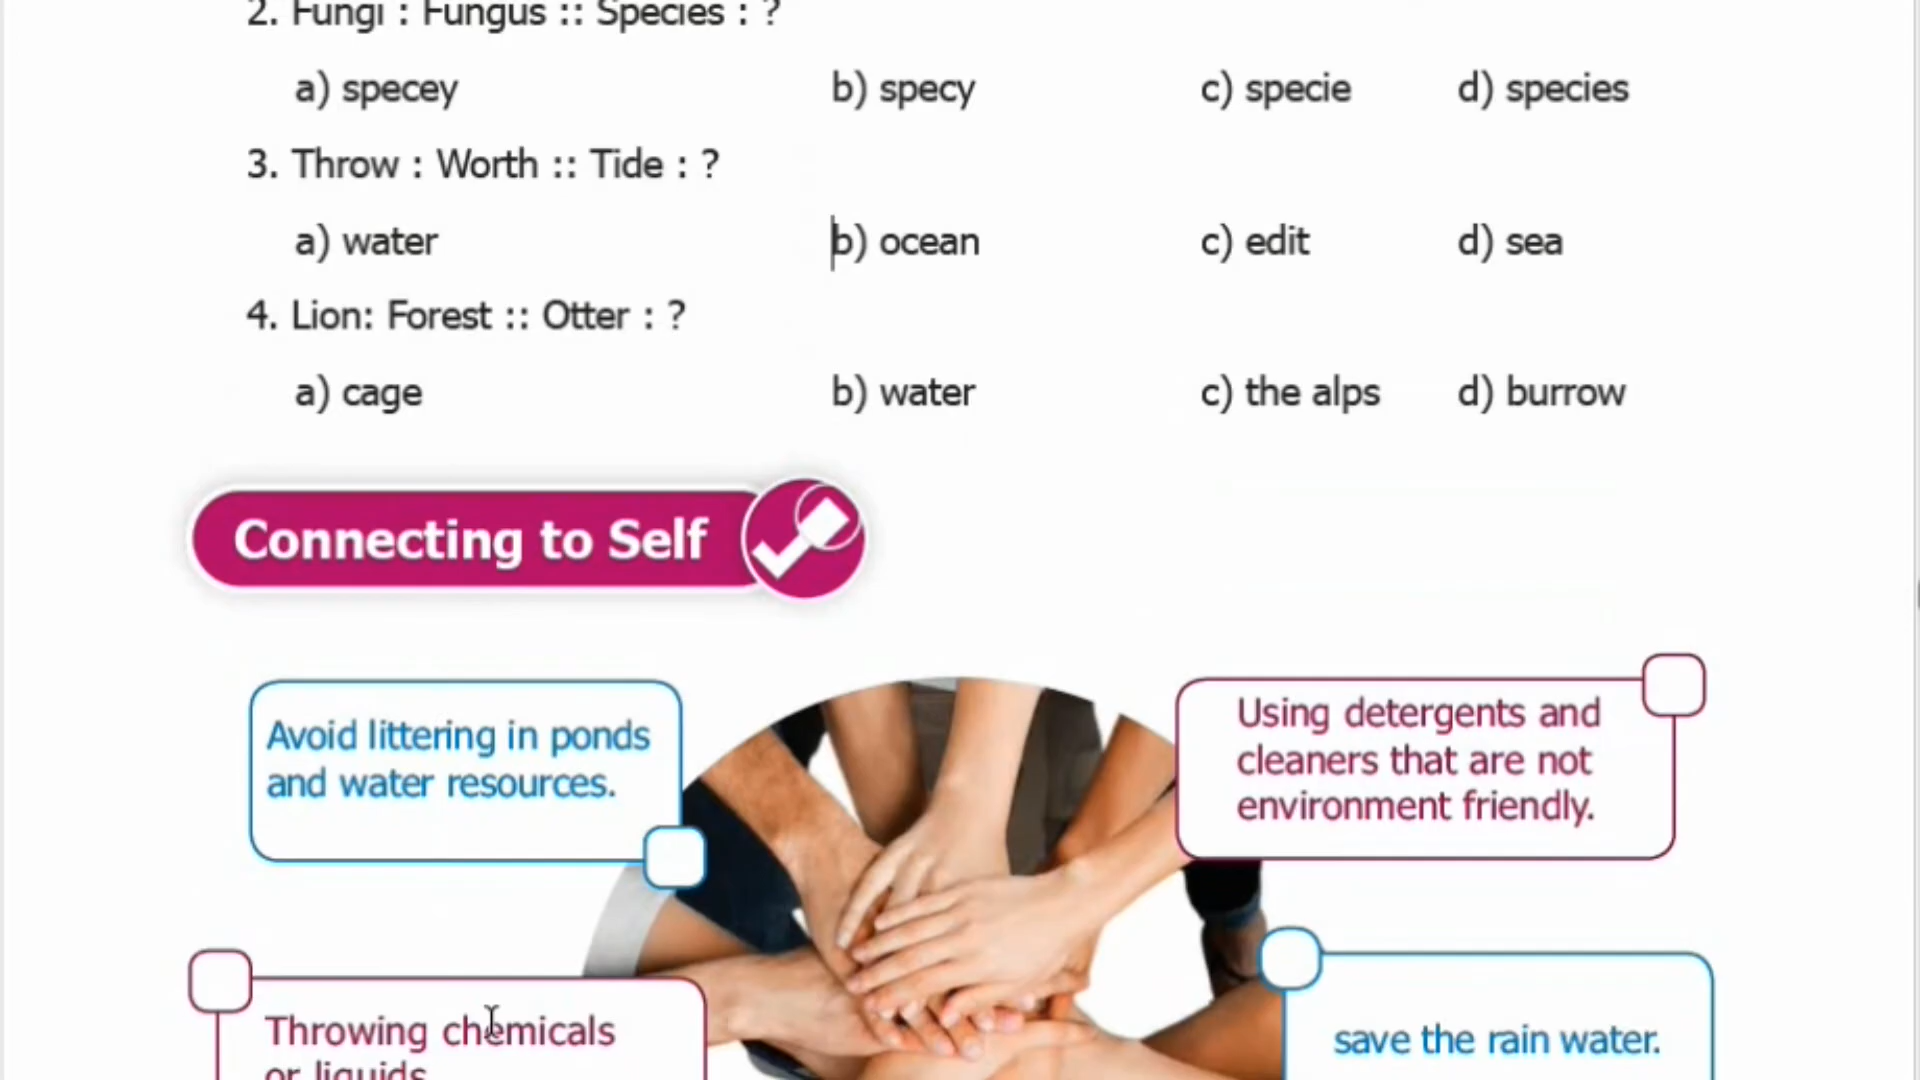 2. Fungi : Fungus :: Species : ?
a) specey b) specy c) specie d) species
3. Throw : Worth :: Tide : ?
a) water b) ocean c) edit d) sea
4. Lion: Forest :: Otter : ?
a) cage b) water c) the alps d) burrow
Connecting to Self
Avoid littering in ponds
and water resources.
Using detergents and
cleaners that are not
environment friendly.
Throwing chemicals
or liquids
save the rain water.